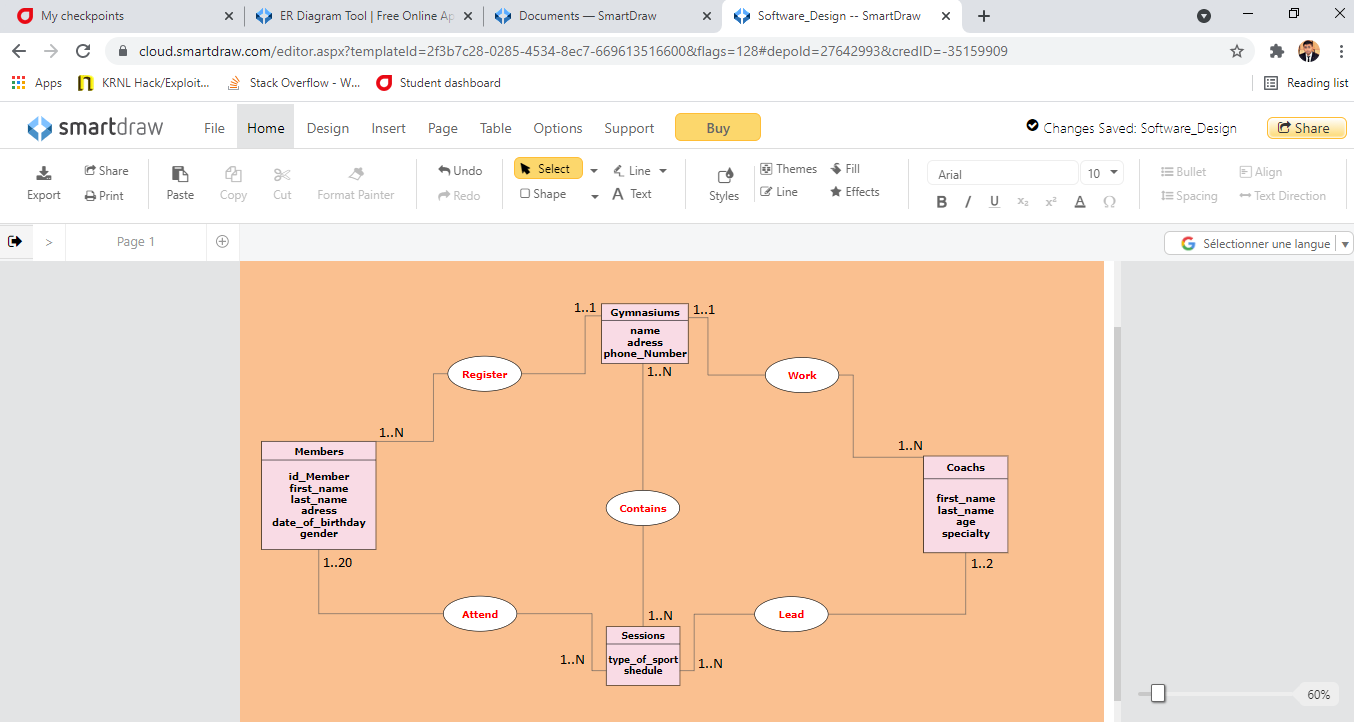 My checkpoints
ER Diagram Tool | Free Online Ap
Documents — SmartDraw
Software_Design -- SmartDraw
cloud.smartdraw.com/editor.aspx?templateId=2f3b7c28-0285-4534-8ec7-669613516600&flags=128#depoId=27642993&credID=-35159909
Apps
KRNL Hack/Exploit...
Stack Overflow - W...
Student dashboard
Reading list
smartdraw
File
Home
Design
Insert
Page
Table
Options
Support
Buy
Changes Saved: Software_Design
Share
Export
Share
Print
Paste
Copy
Cut
Format Painter
Undo
Redo
Select
Shape
Line
Text
Styles
Themes
Line
Fill
Effects
Arial
10
B I U X₂ X² A Ω
Bullet
Spacing
Align
Text Direction
>
Page 1
Sélectionner une langue
1..1
Gymnasiums
1..1
name
adress
phone_Number
1..N
Register
Work
1..N
Members
id_Member
first_name
last_name
adress
date_of_birthday
gender
1..20
1..N
Coachs
first_name
last_name
age
specialty
1..2
Contains
Attend
Lead
1..N
Sessions
type_of_sport
shedule
1..N
1..N
60%